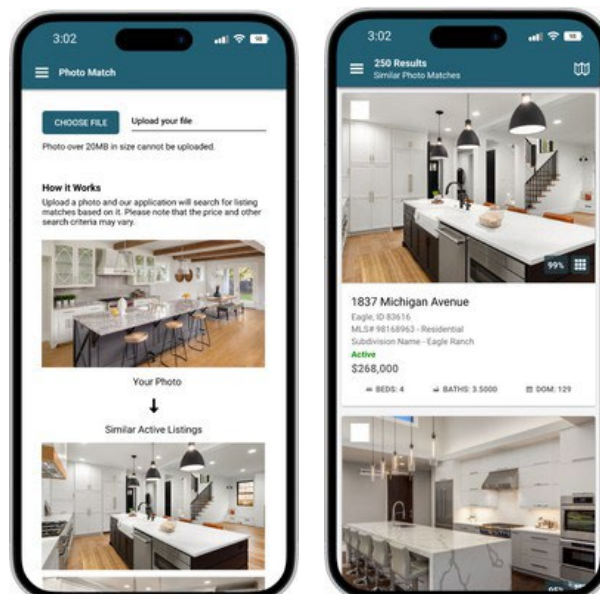 3:02
98
Photo Match
CHOOSE FILE
Upload your file
Photo over 20MB in size cannot be uploaded.
How it Works
Upload a photo and our application will search for listing
matches based on it. Please note that the price and other
search criteria may vary.
Your Photo
Similar Active Listings
3:02
98
250 Results
Similar Photo Matches
99%
1837 Michigan Avenue
Eagle, ID 83616
MLS# 98168963 - Residential
Subdivision Name - Eagle Ranch
Active
$268,000
BEDS: 4
BATHS: 3.5000
DOM: 129
95%